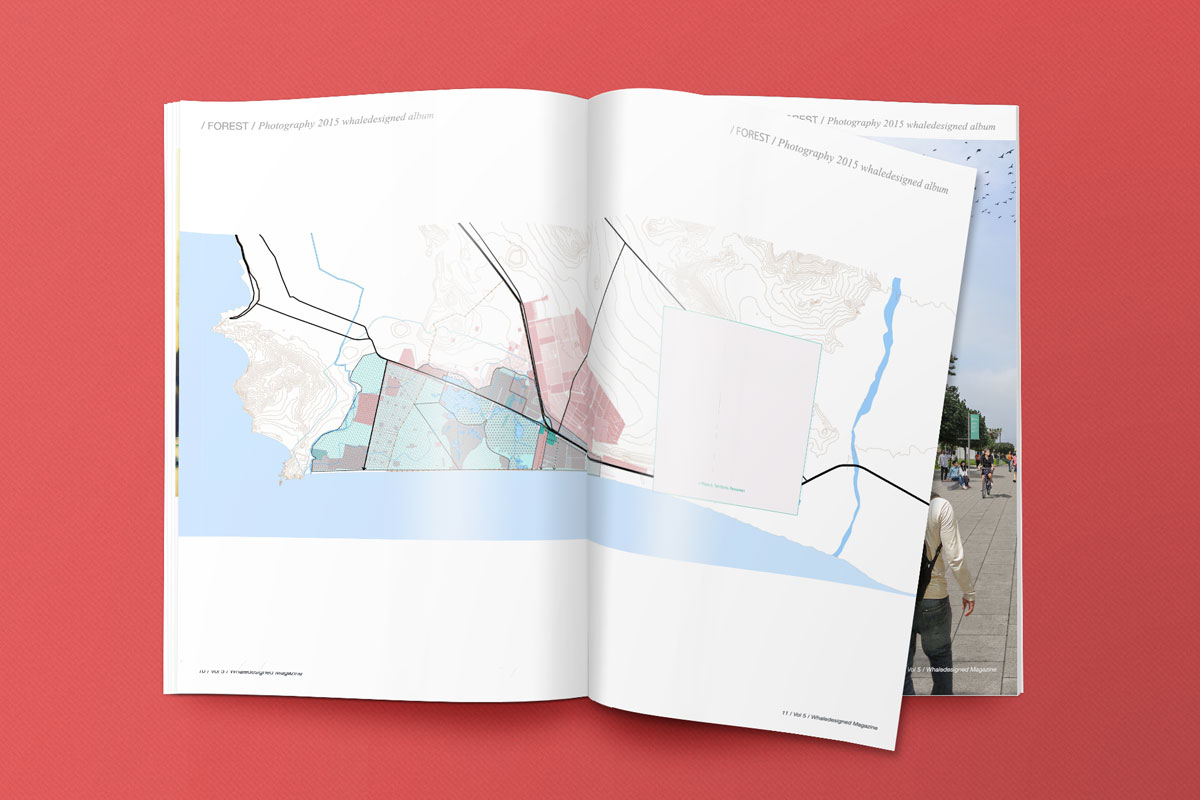 / FOREST / Photography 2015 whaledesigned album
FOREST / Photography 2015 whaledesigned album
/ FOREST / Photography 2015 whaledesigned album
10 / Vol 5 / Whaledesigned Magazine
11 / Vol 5 / Whaledesigned Magazine
Vol 5 / Whaledesigned Magazine